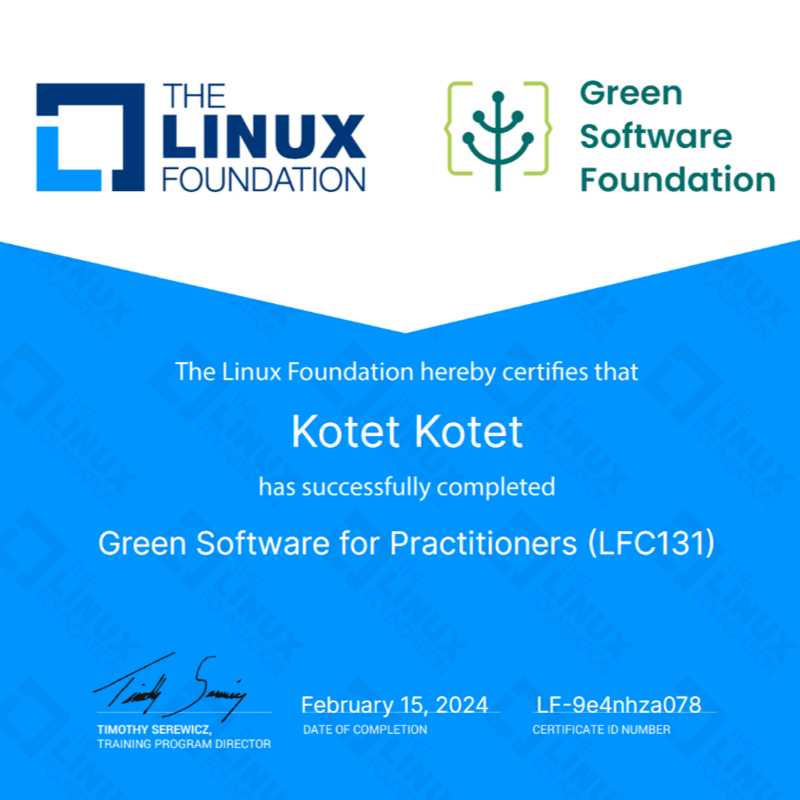 THE
LINUX
FOUNDATION
Green
Software
Foundation
The Linux Foundation hereby certifies that
Kotet Kotet
has successfully completed
Green Software for Practitioners (LFC131)
Timothy Serewicz
TIMOTHY SEREWICZ,
TRAINING PROGRAM DIRECTOR
February 15, 2024
DATE OF COMPLETION
LF-9e4nhza078
CERTIFICATE ID NUMBER